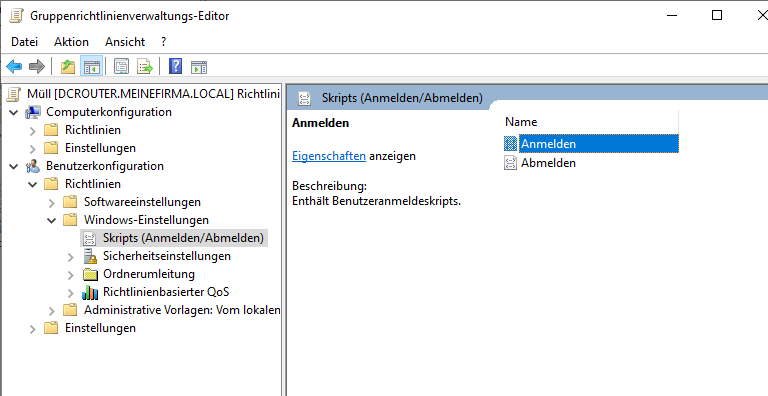 Gruppenrichtlinienverwaltungs-Editor
Datei Aktion Ansicht ?
Müll [DCROUTER.MEINEFIRMA.LOCAL] Richtlini
Computerkonfiguration
Richtlinien
Einstellungen
Benutzerkonfiguration
Richtlinien
Softwareeinstellungen
Windows-Einstellungen
Skripts (Anmelden/Abmelden)
Sicherheitseinstellungen
Ordnerumleitung
Richtlinienbasierter QoS
Administrative Vorlagen: Vom lokalen
Einstellungen
Skripts (Anmelden/Abmelden)
Anmelden
Eigenschaften anzeigen
Beschreibung:
Enthält Benutzeranmeldeskripts.
Name
Anmelden
Abmelden